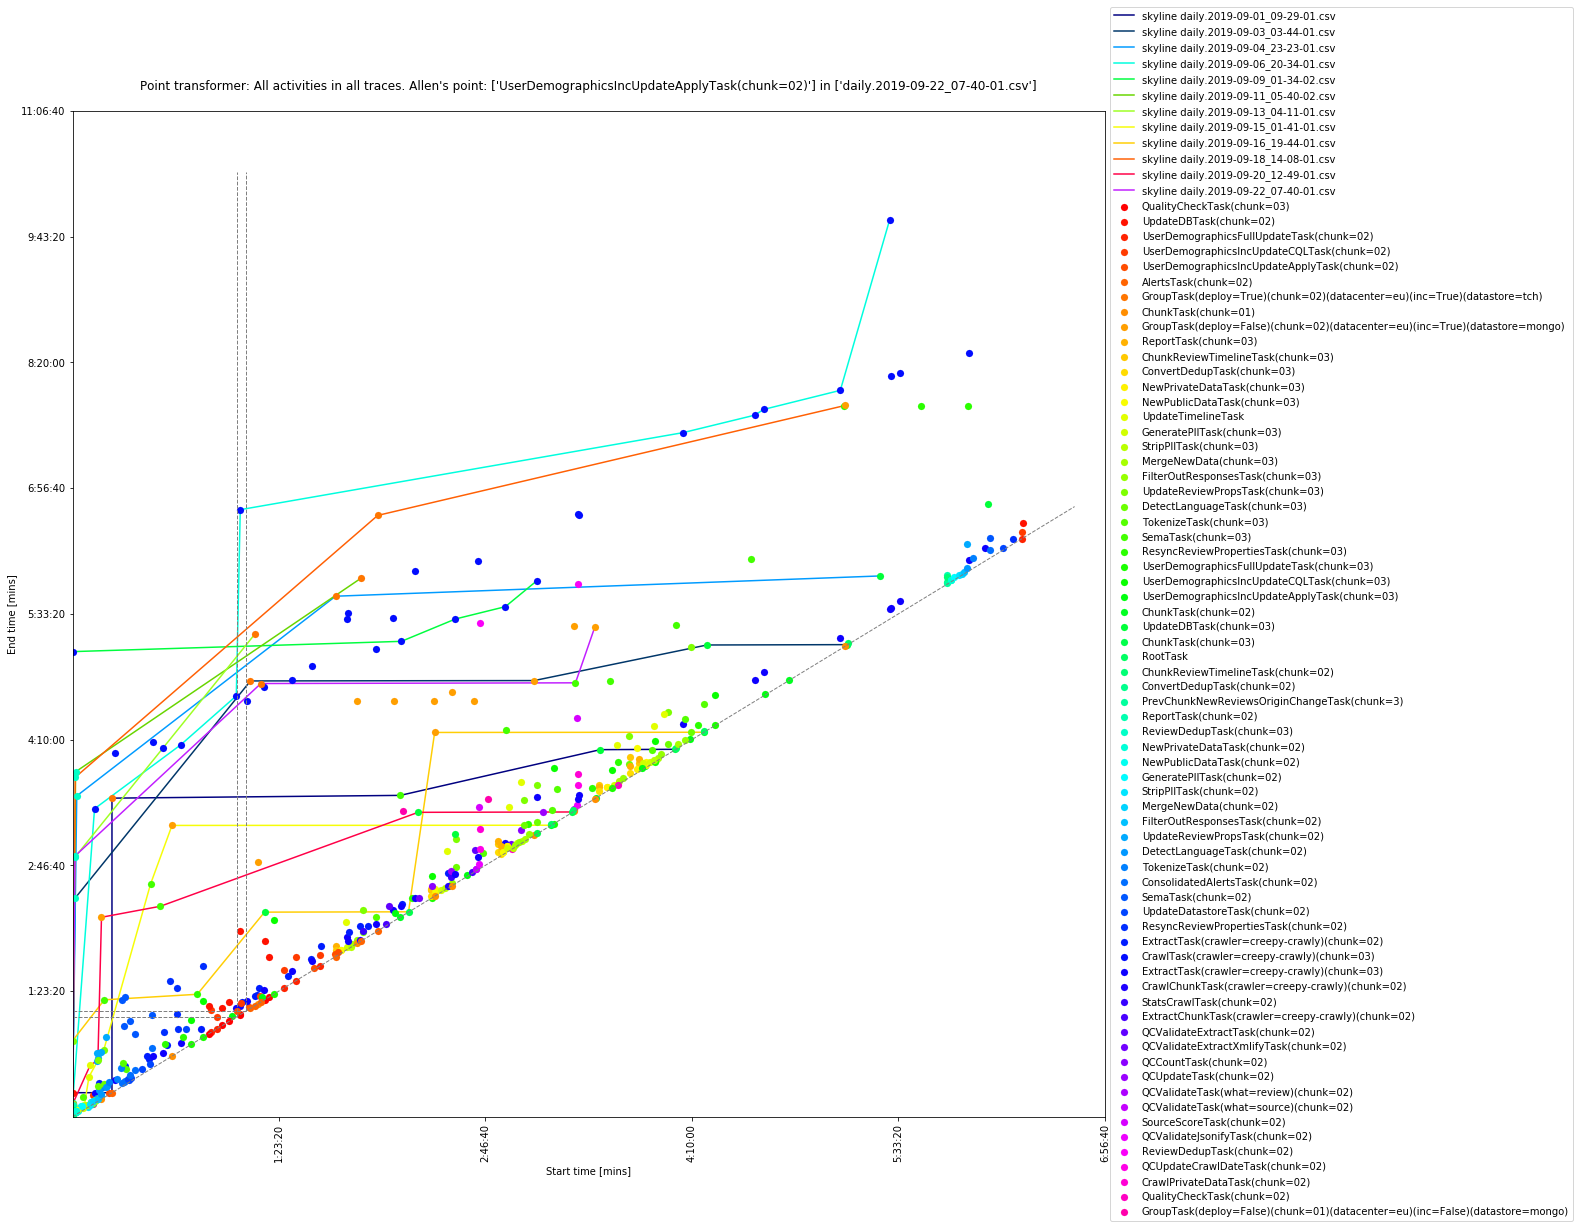 Point transformer: All activities in all traces. Allen's point: ['UserDemographicsIncUpdateApplyTask(chunk=02)'] in ['daily.2019-09-22_07-40-01.csv']
11:06:40
9:43:20
8:20:00
6:56:40
5:33:20
4:10:00
2:46:40
1:23:20
End time [mins]
1:23:20
2:46:40
4:10:00
5:33:20
6:56:40
Start time [mins]
skyline daily.2019-09-01_09-29-01.csv
skyline daily.2019-09-03_03-44-01.csv
skyline daily.2019-09-04_23-23-01.csv
skyline daily.2019-09-06_20-34-01.csv
skyline daily.2019-09-09_01-34-02.csv
skyline daily.2019-09-11_05-40-02.csv
skyline daily.2019-09-13_04-11-01.csv
skyline daily.2019-09-15_01-41-01.csv
skyline daily.2019-09-16_19-44-01.csv
skyline daily.2019-09-18_14-08-01.csv
skyline daily.2019-09-20_12-49-01.csv
skyline daily.2019-09-22_07-40-01.csv
QualityCheckTask(chunk=03)
UpdateDBTask(chunk=02)
UserDemographicsFullUpdateTask(chunk=02)
UserDemographicsIncUpdateCQLTask(chunk=02)
UserDemographicsIncUpdateApplyTask(chunk=02)
AlertsTask(chunk=02)
GroupTask(deploy=True)(chunk=02)(datacenter=eu)(inc=True)(datastore=tch)
ChunkTask(chunk=01)
GroupTask(deploy=False)(chunk=02)(datacenter=eu)(inc=True)(datastore=mongo)
ReportTask(chunk=03)
ChunkReviewTimelineTask(chunk=03)
ConvertDedupTask(chunk=03)
NewPrivateDataTask(chunk=03)
NewPublicDataTask(chunk=03)
UpdateTimelineTask
GeneratePIITask(chunk=03)
StripPIITask(chunk=03)
MergeNewData(chunk=03)
FilterOutResponsesTask(chunk=03)
UpdateReviewPropsTask(chunk=03)
DetectLanguageTask(chunk=03)
TokenizeTask(chunk=03)
SemaTask(chunk=03)
ResyncReviewPropertiesTask(chunk=03)
UserDemographicsFullUpdateTask(chunk=03)
UserDemographicsIncUpdateCQLTask(chunk=03)
UserDemographicsIncUpdateApplyTask(chunk=03)
ChunkTask(chunk=02)
UpdateDBTask(chunk=03)
ChunkTask(chunk=03)
RootTask
ChunkReviewTimelineTask(chunk=02)
ConvertDedupTask(chunk=02)
PrevChunkNewReviewsOriginChangeTask(chunk=3)
ReportTask(chunk=02)
ReviewDedupTask(chunk=03)
NewPrivateDataTask(chunk=02)
NewPublicDataTask(chunk=02)
GeneratePIITask(chunk=02)
StripPIITask(chunk=02)
MergeNewData(chunk=02)
FilterOutResponsesTask(chunk=02)
UpdateReviewPropsTask(chunk=02)
DetectLanguageTask(chunk=02)
TokenizeTask(chunk=02)
ConsolidatedAlertsTask(chunk=02)
SemaTask(chunk=02)
UpdateDatastoreTask(chunk=02)
ResyncReviewPropertiesTask(chunk=02)
ExtractTask(crawler=creepy-crawly)(chunk=02)
CrawlTask(crawler=creepy-crawly)(chunk=03)
ExtractTask(crawler=creepy-crawly)(chunk=03)
CrawlChunkTask(crawler=creepy-crawly)(chunk=02)
StatsCrawlTask(chunk=02)
ExtractChunkTask(crawler=creepy-crawly)(chunk=02)
QCValidateExtractTask(chunk=02)
QCValidateExtractXmlifyTask(chunk=02)
QCCountTask(chunk=02)
QCUpdateTask(chunk=02)
QCValidateTask(what=review)(chunk=02)
QCValidateTask(what=source)(chunk=02)
SourceScoreTask(chunk=02)
QCValidateJsonifyTask(chunk=02)
ReviewDedupTask(chunk=02)
QCUpdateCrawlDateTask(chunk=02)
CrawlPrivateDataTask(chunk=02)
QualityCheckTask(chunk=02)
GroupTask(deploy=False)(chunk=01)(datacenter=eu)(inc=False)(datastore=mongo)